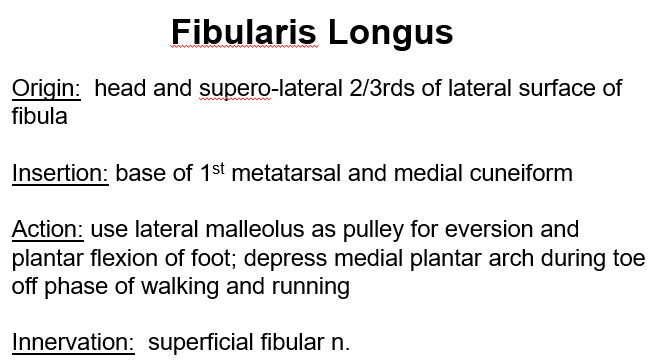 Fibularis Longus
Origin:  head and supero-lateral 2/3rds of lateral surface of
fibula
Insertion: base of 1st metatarsal and medial cuneiform
Action: use lateral malleolus as pulley for eversion and
plantar flexion of foot; depress medial plantar arch during toe
off phase of walking and running
Innervation:  superficial fibular n.